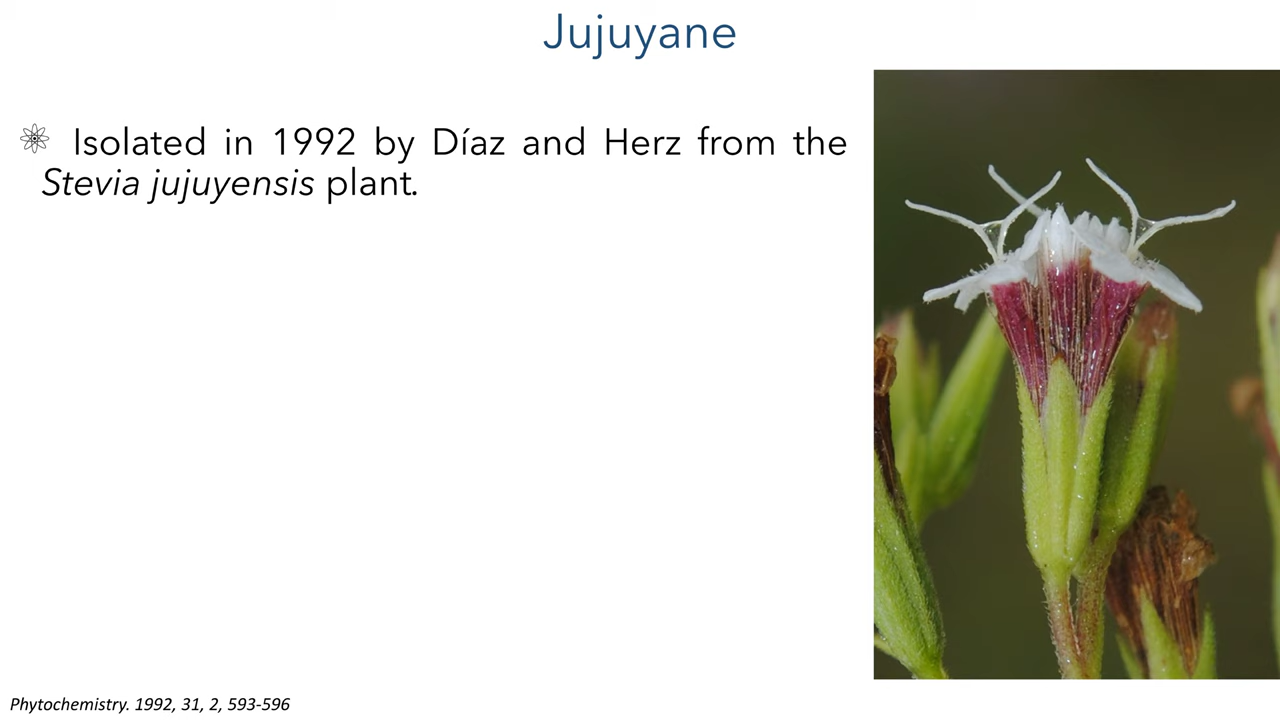 Jujuyane
Isolated in 1992 by Díaz and Herz from the
Stevia jujuyensis plant.
Phytochemistry. 1992, 31, 2, 593-596